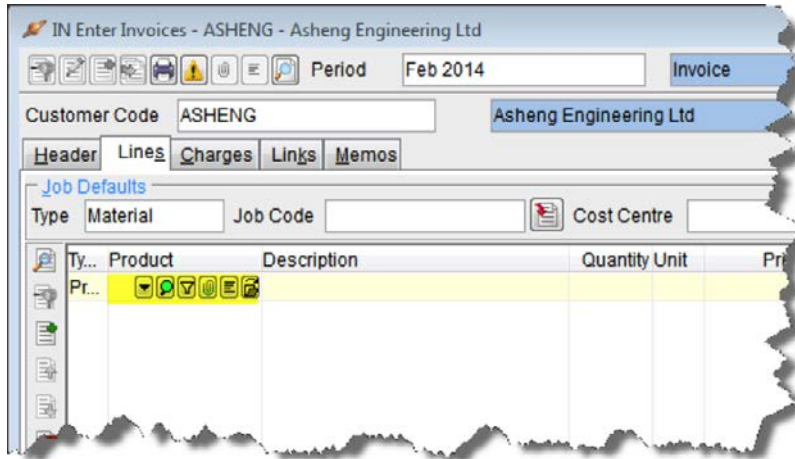 IN Enter Invoices - ASHENG - Asheng Engineering Ltd
Period Feb 2014 Invoice
Customer Code ASHENG Asheng Engineering Ltd
Header Lines Charges Links Memos
Job Defaults
Type Material Job Code Cost Centre
Ty... Product Description Quantity Unit Pri
Pr...